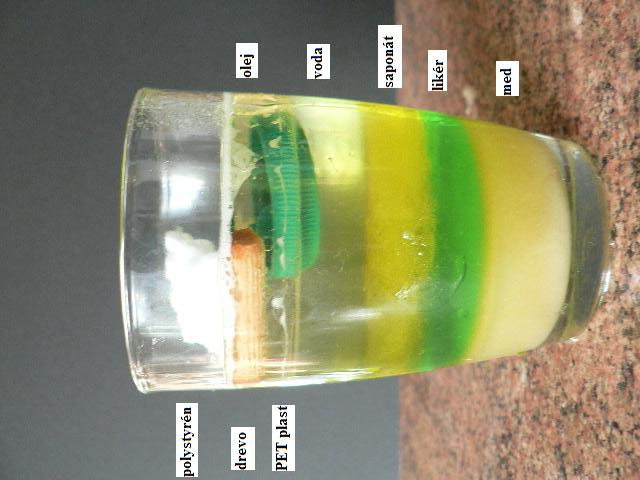 olej
voda
saponát
likér
med
polystyrén
drevo
PET plast